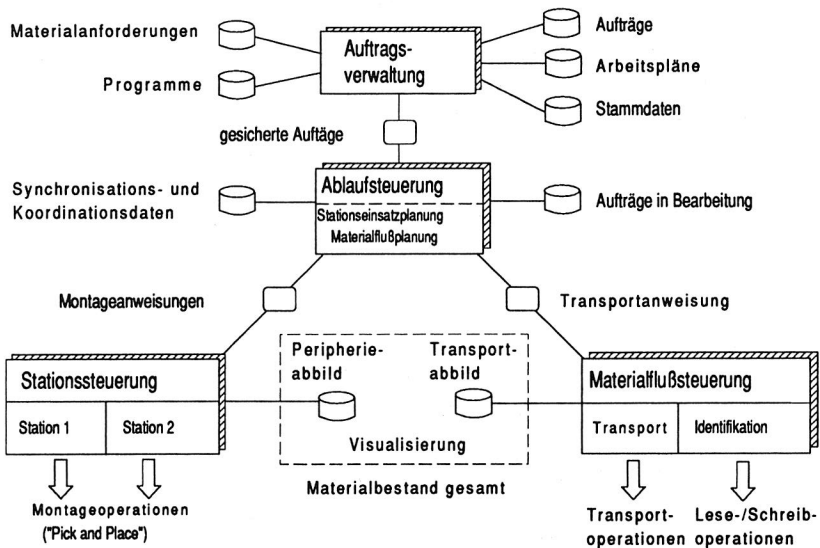 Materialanforderungen
Programme
Auftrags-
verwaltung
Aufträge
Arbeitspläne
Stammdaten
gesicherte Auftäge
Synchronisations- und
Koordinationsdaten
Ablaufsteuerung
Stationseinsatzplanung
Materialflußplanung
Aufträge in Bearbeitung
Montageanweisungen
Transportanweisung
Stationssteuerung
Station 1
Station 2
Peripherie-
abbild
Transport-
abbild
Visualisierung
Materialbestand gesamt
Materialflußsteuerung
Transport
Identifikation
Montageoperationen
("Pick and Place")
Transport-
operationen
Lese-/Schreib-
operationen